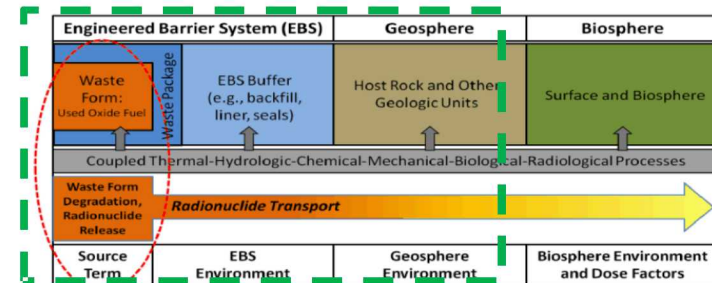 Engineered Barrier System (EBS)
Geosphere
Biosphere
Waste
Form:
Used Oxide Fuel
Waste Package
EBS Buffer
(e.g., backfill,
liner, seals)
Host Rock and Other
Geologic Units
Surface and Biosphere
Coupled Thermal-Hydrologic-Chemical-Mechanical-Biological-Radiological Processes
Waste Form
Degradation,
Radionuclide
Release
Radionuclide Transport
Source
Term
EBS
Environment
Geosphere
Environment
Biosphere Environment
and Dose Factors